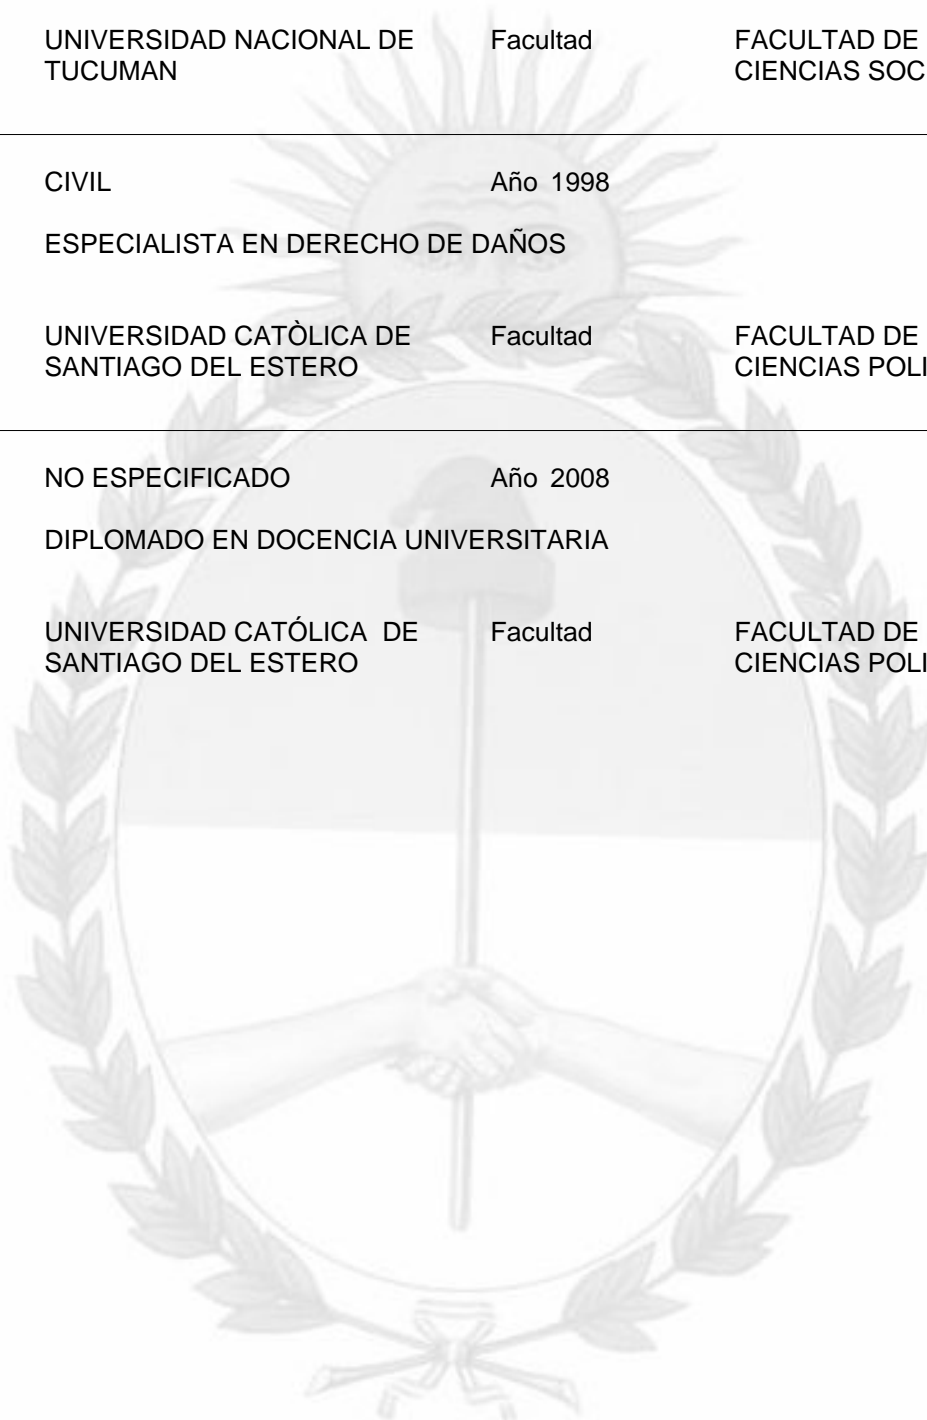 UNIVERSIDAD NACIONAL DE Facultad FACULTAD DE
TUCUMAN CIENCIAS SOC
CIVIL Año 1998
ESPECIALISTA EN DERECHO DE DAÑOS
UNIVERSIDAD CATÒLICA DE Facultad FACULTAD DE
SANTIAGO DEL ESTERO CIENCIAS POLI
NO ESPECIFICADO Año 2008
DIPLOMADO EN DOCENCIA UNIVERSITARIA
UNIVERSIDAD CATÓLICA DE Facultad FACULTAD DE
SANTIAGO DEL ESTERO CIENCIAS POLI